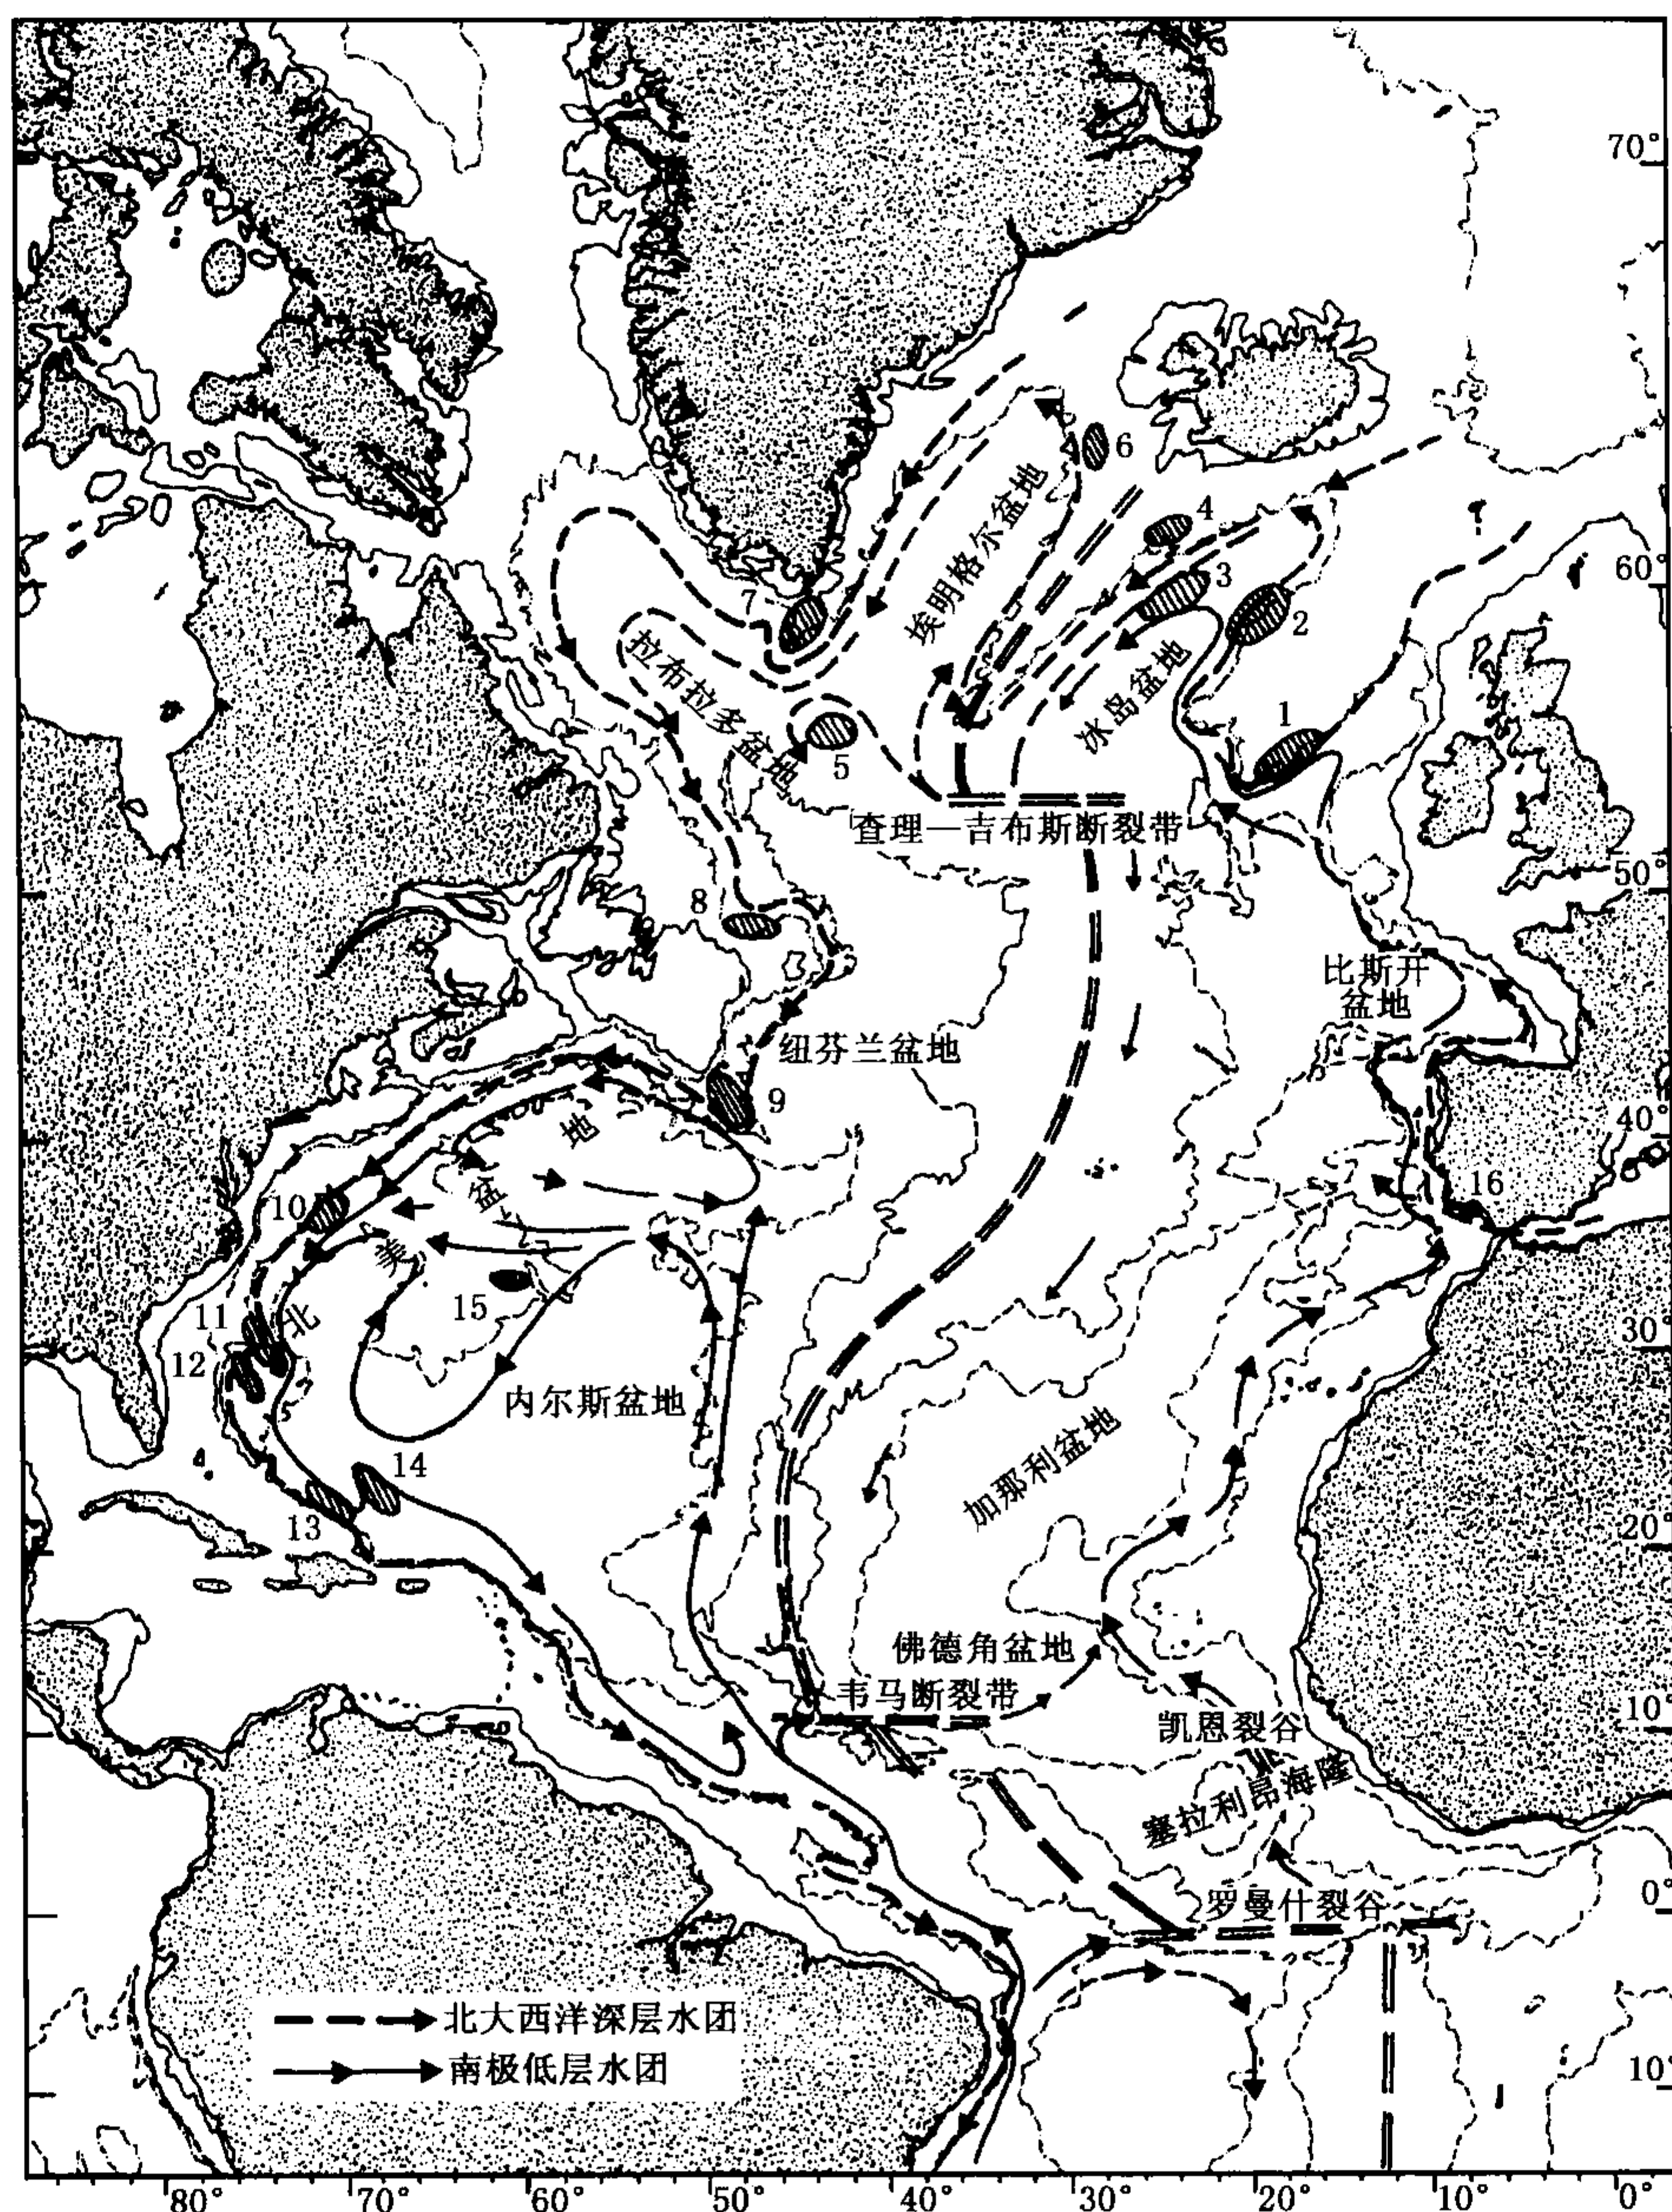 70°
6
4
埃明格尔盆地
3
60°
7
2
拉布拉多盆地
冰岛盆地
1
5
查理—吉布斯断裂带
50°
8
比斯开
盆地
纽芬兰盆地
9
地
40°
盆
16
10
美
15
11
北
30°
12
内尔斯盆地
14
加那利盆地
13
20°
佛德角盆地
韦马断裂带
10°
凯恩裂谷
塞拉利昂海隆
0°
罗曼什裂谷
北大西洋深层水团
南极低层水团
10°
80°
70°
60°
50°
40°
30°
20°
10°
0°